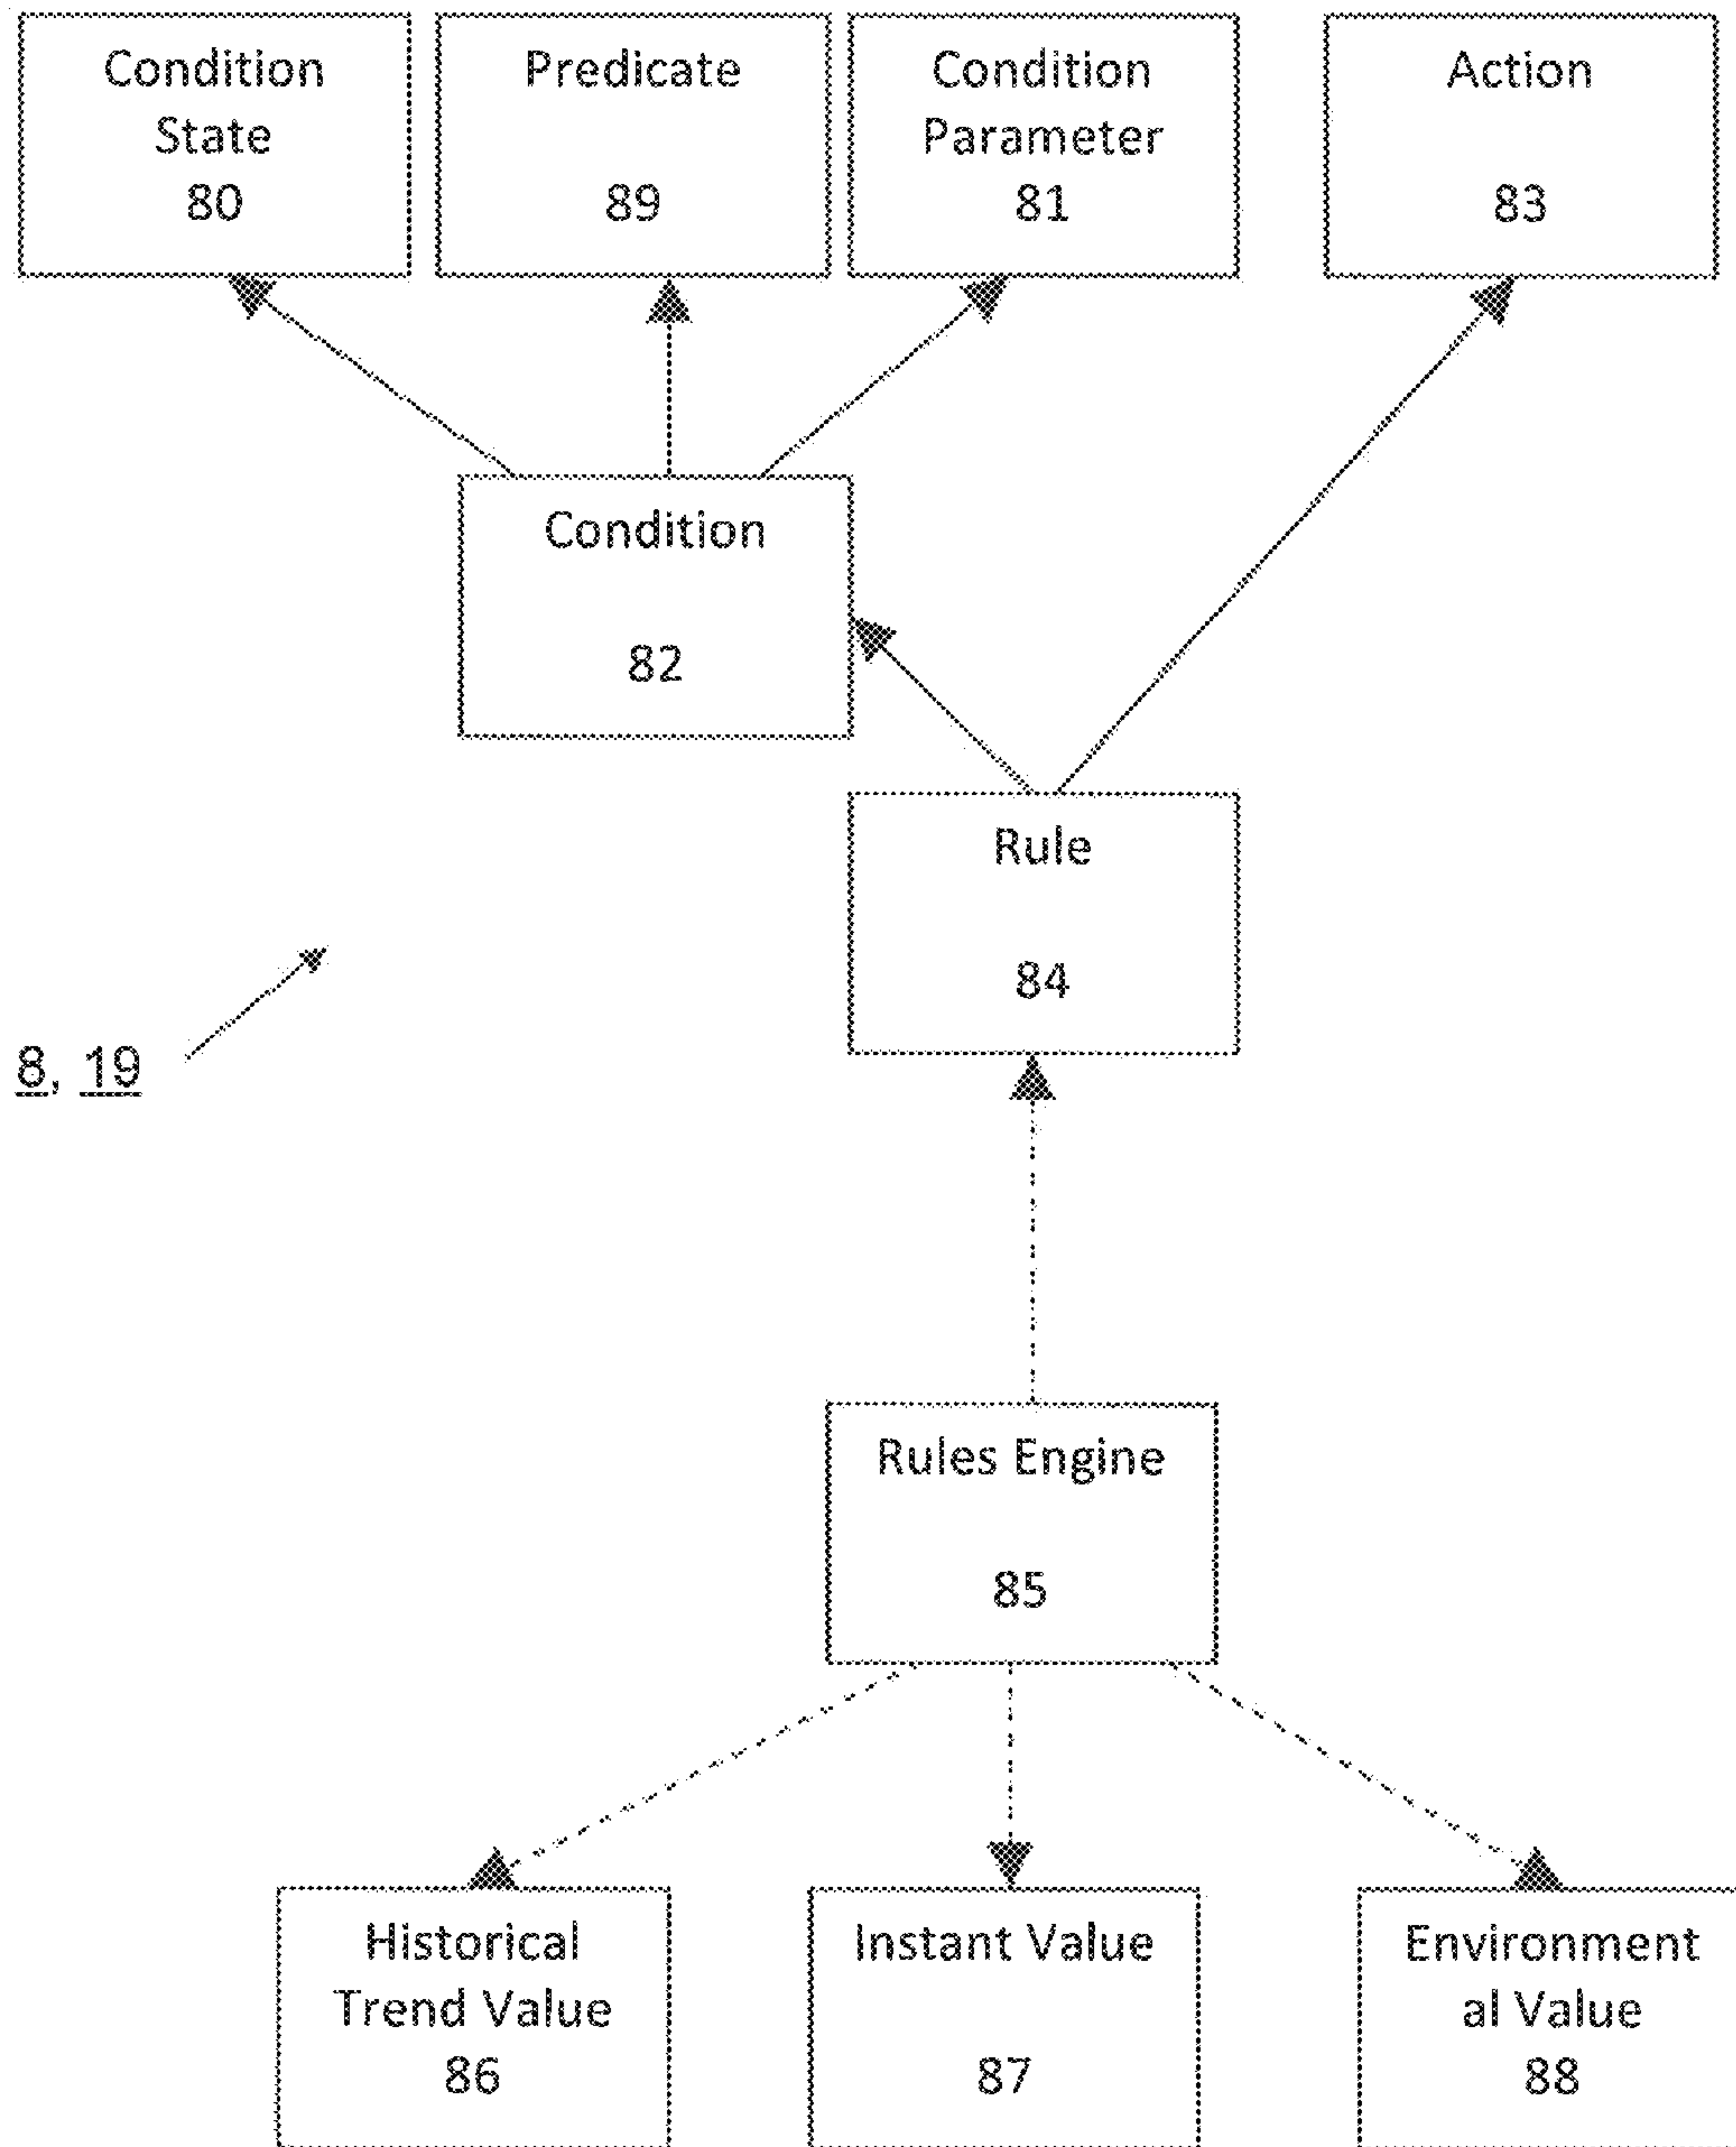 Condition
State
80
Predicate
89
Condition
Parameter
81
Action
83
Condition
82
Rule
84
8, 19
Rules Engine
85
Historical
Trend Value
86
Instant Value
87
Environment
al Value
88